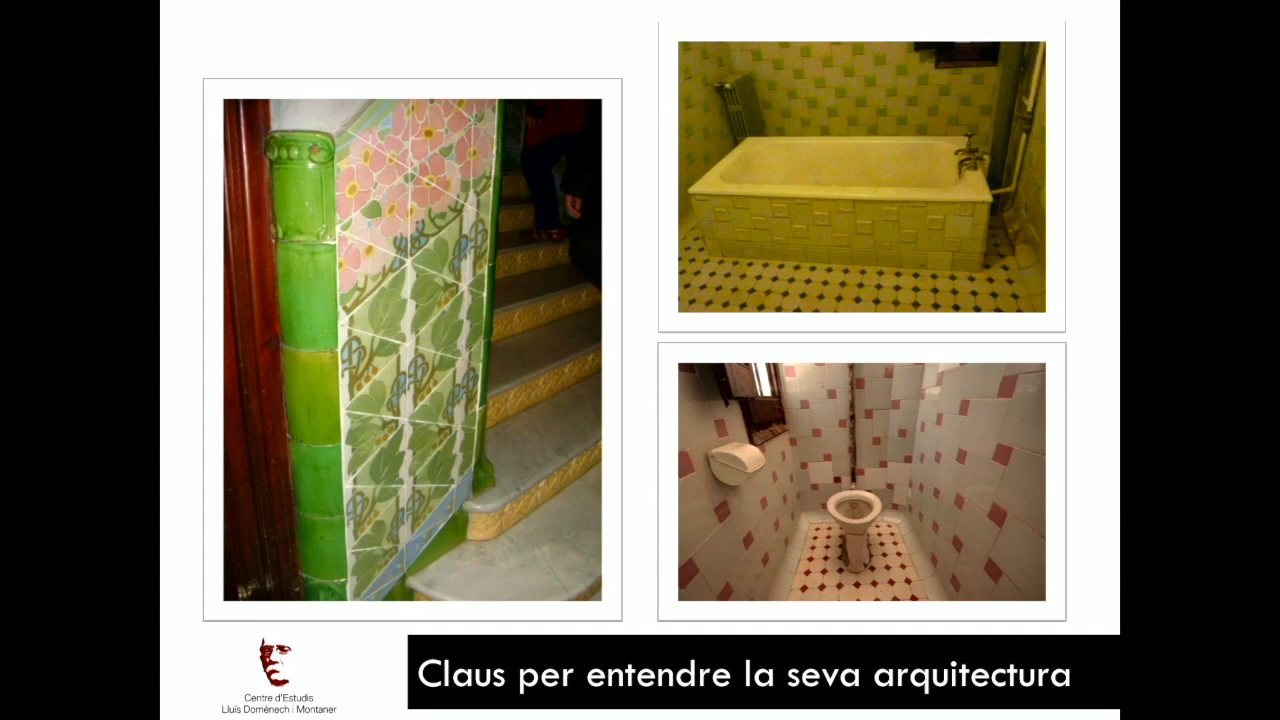 Claus per entendre la seva arquitectura
Centre d'Estudis
Lluís Domènech i Montaner